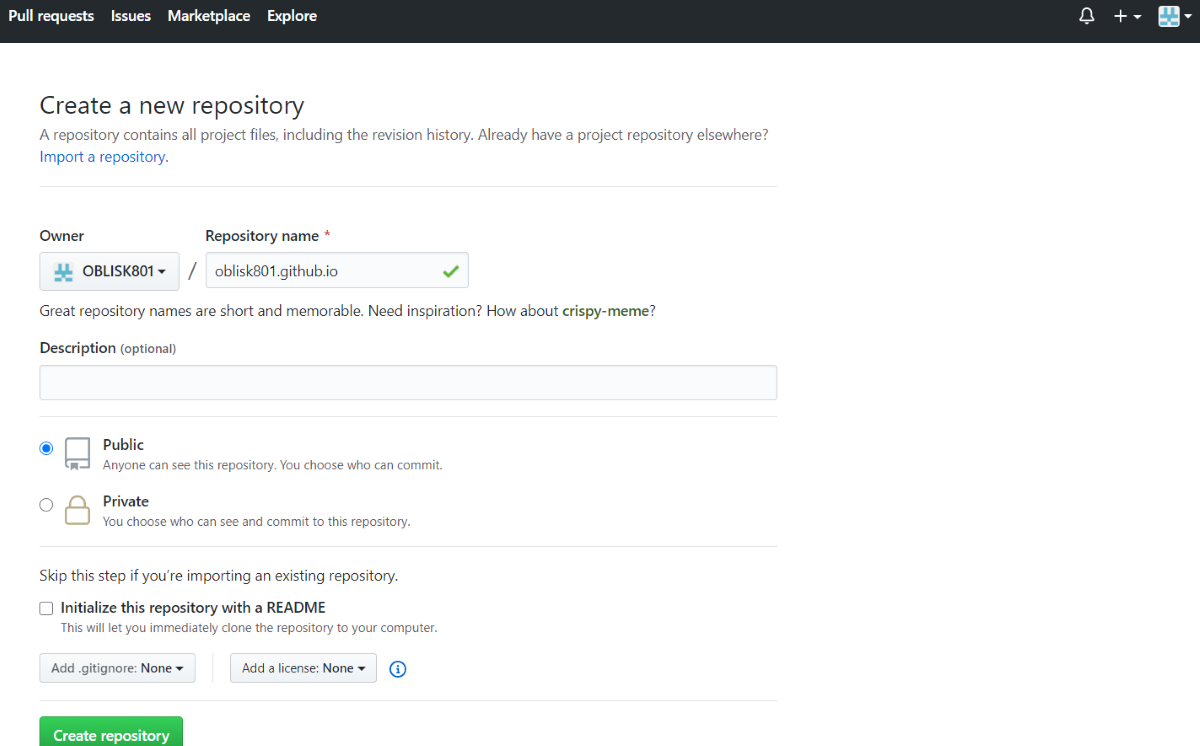 Pull requests Issues Marketplace Explore
Create a new repository
A repository contains all project files, including the revision history. Already have a project repository elsewhere?
Import a repository.
Owner Repository name *
OBLISK801 / oblisk801.github.io
Great repository names are short and memorable. Need inspiration? How about crispy-meme?
Description (optional)
Public
Anyone can see this repository. You choose who can commit.
Private
You choose who can see and commit to this repository.
Skip this step if you’re importing an existing repository.
Initialize this repository with a README
This will let you immediately clone the repository to your computer.
Add .gitignore: None Add a license: None
Create repository